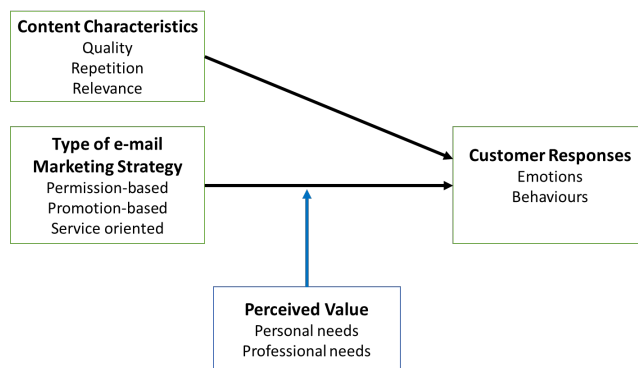 Content Characteristics
Quality
Repetition
Relevance
Type of e-mail
Marketing Strategy
Permission-based
Promotion-based
Service oriented
Customer Responses
Emotions
Behaviours
Perceived Value
Personal needs
Professional needs